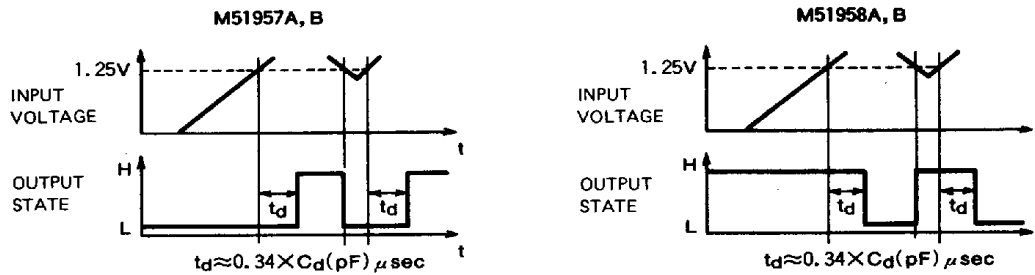 M51957A, B
1.25V
INPUT
VOLTAGE
t
H
OUTPUT
STATE
td
td
L
t
td≈0.34×Cd(pF) μsec
M51958A, B
1.25V
INPUT
VOLTAGE
H
OUTPUT
STATE
td
td
L
td≈0.34×Cd(pF) μsec